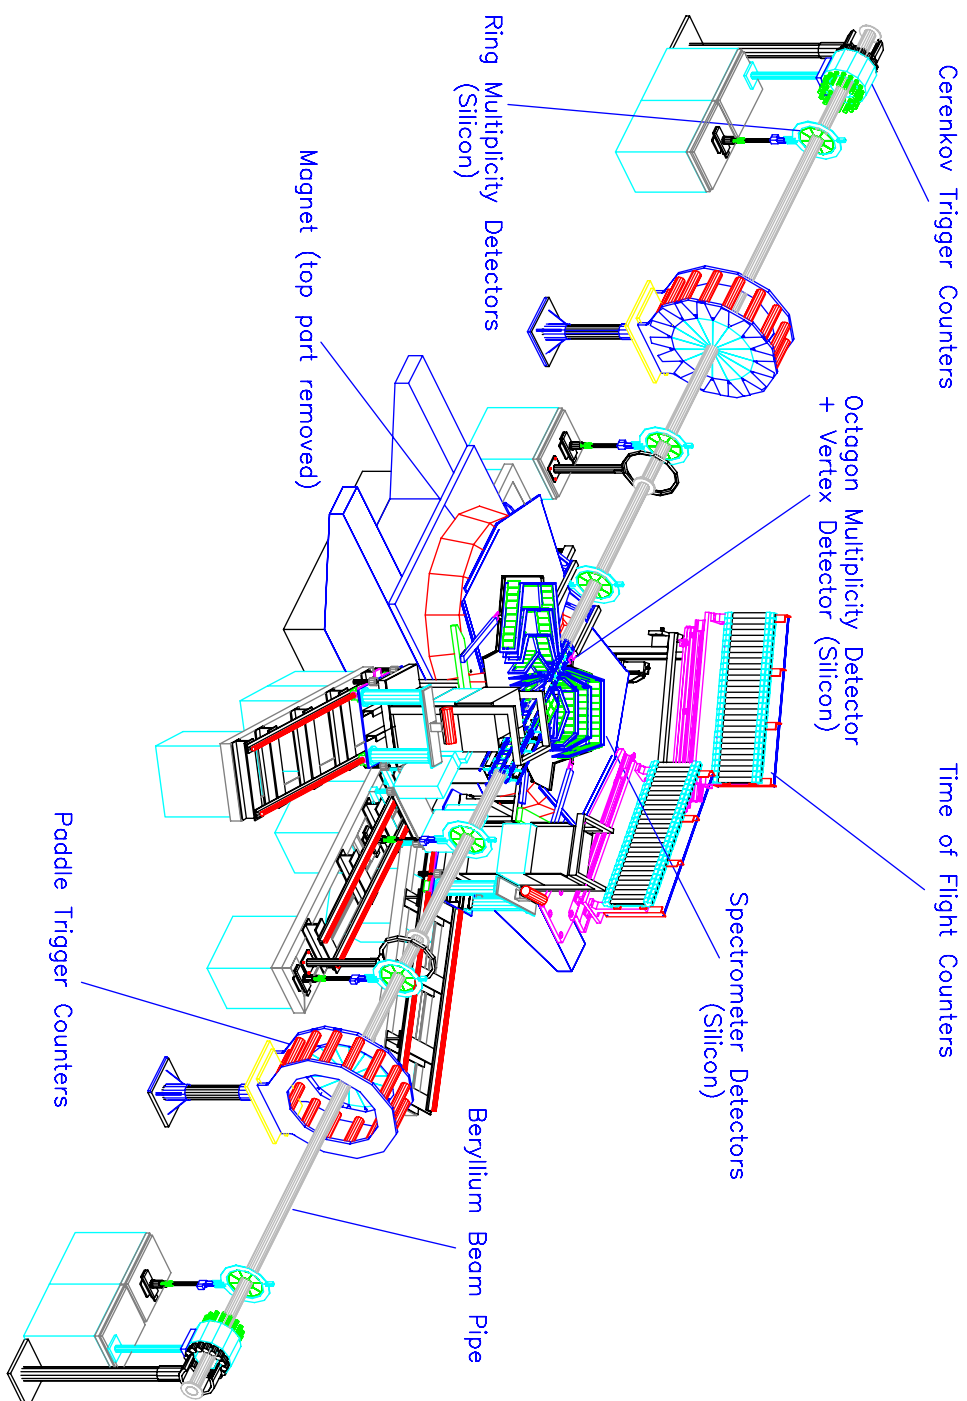 Cerenkov Trigger Counters
Ring Multiplicity Detectors
(Silicon)
Magnet (top part removed)
Octagon Multiplicity Detector
+ Vertex Detector (Silicon)
Time of Flight Counters
Spectrometer Detectors
(Silicon)
Paddle Trigger Counters
Beryllium Beam Pipe